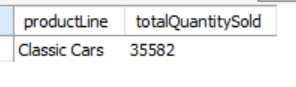 productLine totalQuantitySold
Classic Cars 35582